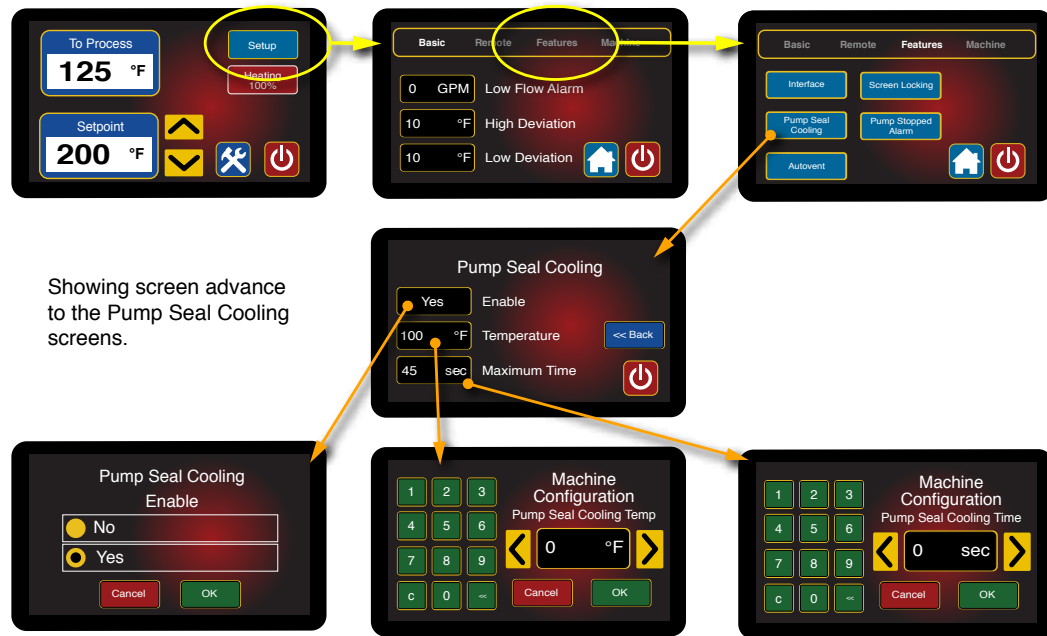 To Process
125 °F
Setup
Heating
100%
Setpoint
200 °F
Basic Remote Features Machine
0 GPM Low Flow Alarm
10 °F High Deviation
10 °F Low Deviation
Basic Remote Features Machine
Interface Screen Locking
Pump Seal
Cooling
Pump Stopped
Alarm
Autovent
Showing screen advance
to the Pump Seal Cooling
screens.
Pump Seal Cooling
Yes Enable
100 °F Temperature
<< Back
45 sec Maximum Time
Pump Seal Cooling
Enable
No
Yes
Cancel OK
Machine
Configuration
Pump Seal Cooling Temp
1 2 3
4 5 6
7 8 9
c 0 <<
0 °F
Cancel OK
Machine
Configuration
Pump Seal Cooling Time
1 2 3
4 5 6
7 8 9
c 0 <<
0 sec
Cancel OK